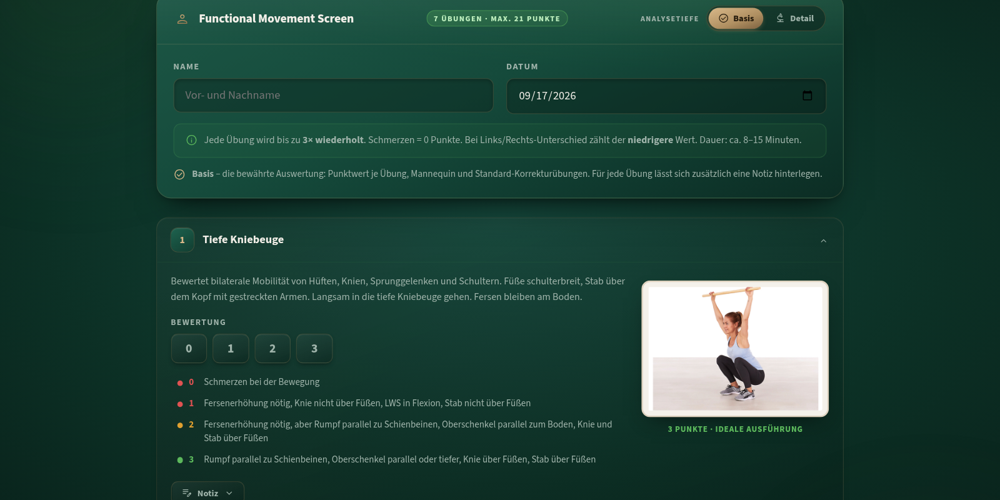 Functional Movement Screen
7 ÜBUNGEN · MAX. 21 PUNKTE
ANALYSETIEFE
Basis
Detail
NAME
DATUM
Vor- und Nachname
09/17/2026
Jede Übung wird bis zu 3× wiederholt. Schmerzen = 0 Punkte. Bei Links/Rechts-Unterschied zählt der niedrigere Wert. Dauer: ca. 8–15 Minuten.
Basis – die bewährte Auswertung: Punktwert je Übung, Mannequin und Standard-Korrekturübungen. Für jede Übung lässt sich zusätzlich eine Notiz hinterlegen.
1 Tiefe Kniebeuge
Bewertet bilaterale Mobilität von Hüften, Knien, Sprunggelenken und Schultern. Füße schulterbreit, Stab über
dem Kopf mit gestreckten Armen. Langsam in die tiefe Kniebeuge gehen. Fersen bleiben am Boden.
BEWERTUNG
0 1 2 3
0 Schmerzen bei der Bewegung
1 Fersenerhöhung nötig, Knie nicht über Füßen, LWS in Flexion, Stab nicht über Füßen
2 Fersenerhöhung nötig, aber Rumpf parallel zu Schienbeinen, Oberschenkel parallel zum Boden, Knie und
Stab über Füßen
3 Rumpf parallel zu Schienbeinen, Oberschenkel parallel oder tiefer, Knie über Füßen, Stab über Füßen
3 PUNKTE · IDEALE AUSFÜHRUNG
Notiz